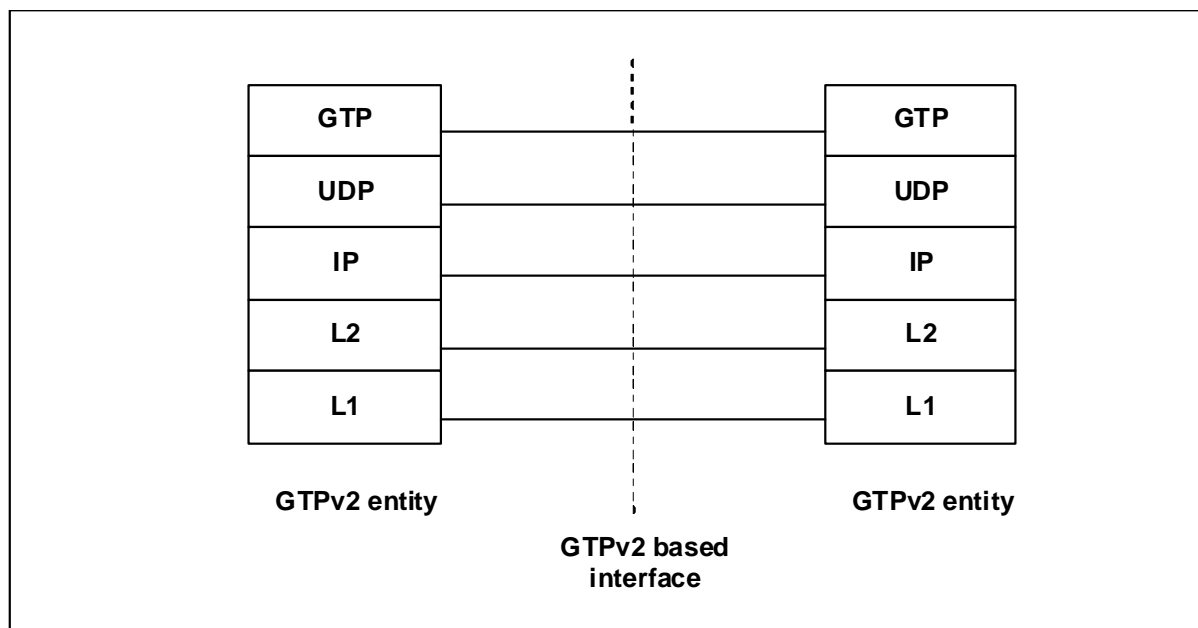 GTP GTP
UDP UDP
IP IP
L2 L2
L1 L1
GTPv2 entity GTPv2 entity
GTPv2 based
interface